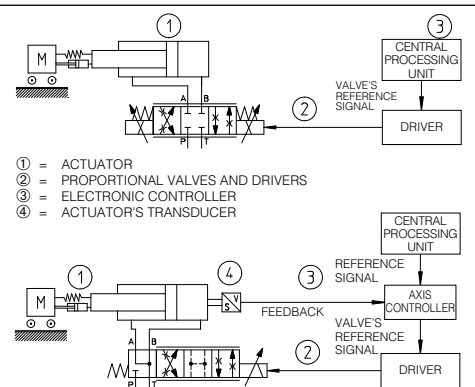 ①
③
CENTRAL
PROCESSING
UNIT
M
VALVE'S
REFERENCE
SIGNAL
A B
②
DRIVER
P T
① = ACTUATOR
② = PROPORTIONAL VALVES AND DRIVERS
③ = ELECTRONIC CONTROLLER
④ = ACTUATOR'S TRANSDUCER
CENTRAL
PROCESSING
UNIT
①
④
③
REFERENCE
SIGNAL
M
S V
FEEDBACK
AXIS
CONTROLLER
VALVE'S
REFERENCE
SIGNAL
A B
②
DRIVER
P T